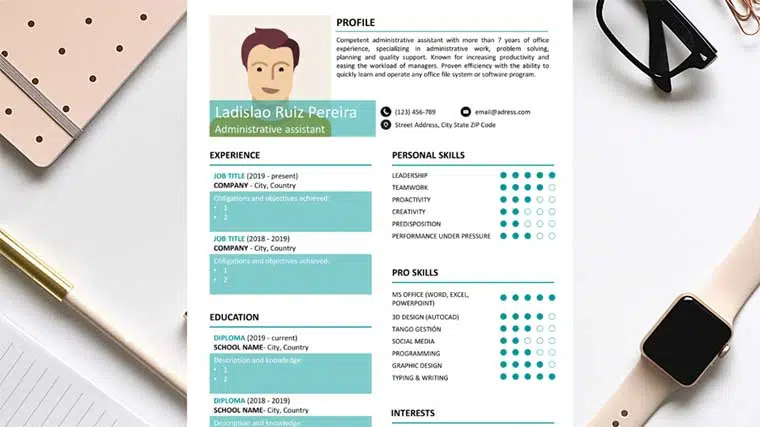 PROFILE
Competent administrative assistant with more than 7 years of office
experience, specializing in administrative work, problem solving,
planning and quality support. Known for increasing productivity and
easing the workload of managers. Proven efficiency with the ability to
quickly learn and operate any office file system or software program.
Ladislao Ruiz Pereira
Administrative assistant
(123) 456-789
email@adress.com
Street Address, City State ZIP Code
EXPERIENCE
JOB TITLE (2019 - present)
COMPANY - City, Country
Obligations and objectives achieved:
• 1
• 2
JOB TITLE (2018 - 2019)
COMPANY - City, Country
Obligations and objectives achieved:
• 1
• 2
EDUCATION
DIPLOMA (2019 - current)
SCHOOL NAME- City, Country
Description and knowledge:
• 1
• 2
DIPLOMA (2018 - 2019)
SCHOOL NAME- City, Country
Description and knowledge:
PERSONAL SKILLS
LEADERSHIP
TEAMWORK
PROACTIVITY
CREATIVITY
PREDISPOSITION
PERFORMANCE UNDER PRESSURE
PRO SKILLS
MS OFFICE (WORD, EXCEL,
POWERPOINT)
3D DESIGN (AUTOCAD)
TANGO GESTIÓN
SOCIAL MEDIA
PROGRAMMING
GRAPHIC DESIGN
TYPING & WRITING
INTERESTS